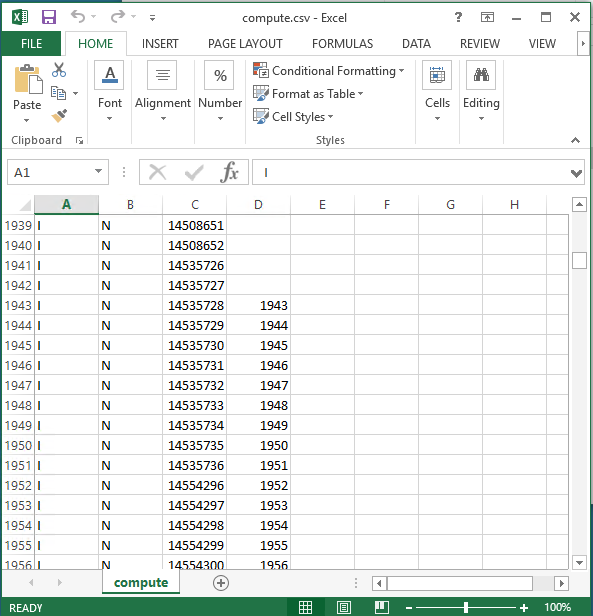 compute.csv - Excel
?
FILE HOME INSERT PAGE LAYOUT FORMULAS DATA REVIEW VIEW
Paste
Clipboard
A
Font
Alignment
%
Number
Conditional Formatting
Format as Table
Cell Styles
Styles
Cells
Editing
A1 fx I
A B C D E F G H
1939 I N 14508651
1940 I N 14508652
1941 I N 14535726
1942 I N 14535727
1943 I N 14535728 1943
1944 I N 14535729 1944
1945 I N 14535730 1945
1946 I N 14535731 1946
1947 I N 14535732 1947
1948 I N 14535733 1948
1949 I N 14535734 1949
1950 I N 14535735 1950
1951 I N 14535736 1951
1952 I N 14554296 1952
1953 I N 14554297 1953
1954 I N 14554298 1954
1955 I N 14554299 1955
1956 I N 14554300 1956
compute
READY 100%